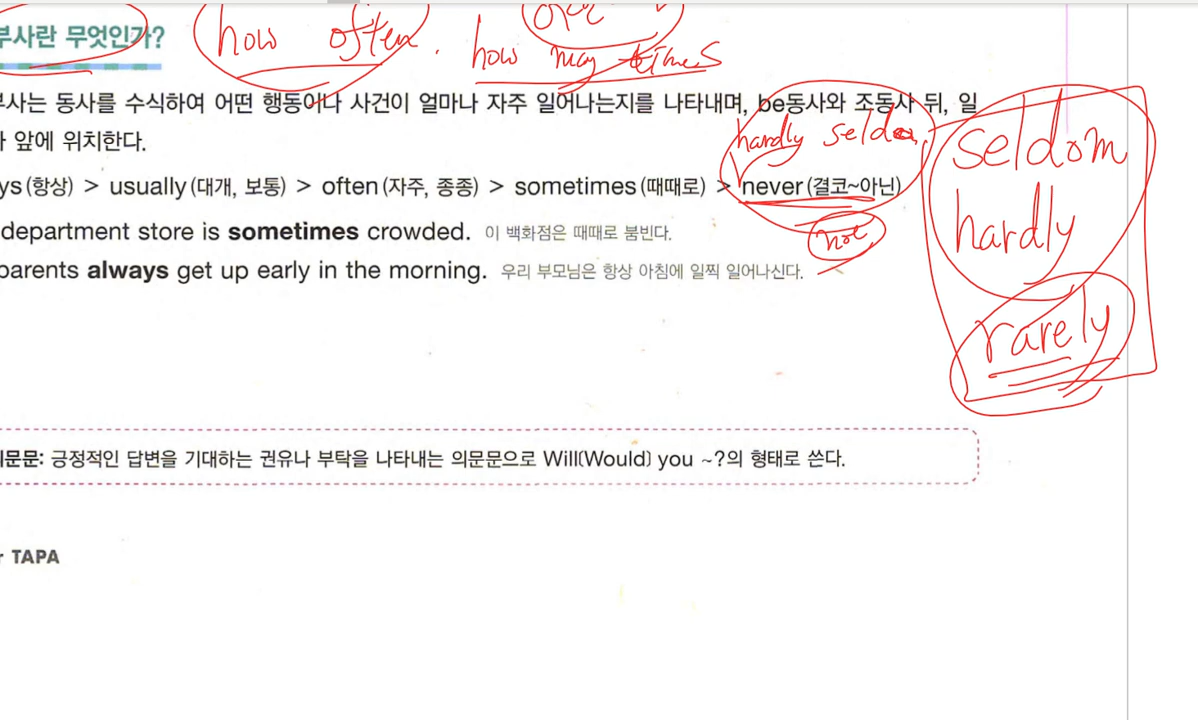 부사란 무엇인가?
how often. how may times
부사는 동사를 수식하여 어떤 행동이나 사건이 얼마나 자주 일어나는지를 나타내며, be동사와 조동사 뒤, 일
앞에 위치한다.
hardly seldom
seldom
ys(항상) > usually(대개, 보통) > often(자주, 종종) > sometimes(때때로) > never(결코~아닌)
hardly
department store is sometimes crowded. 이 백화점은 때때로 붐빈다.
not
parents always get up early in the morning. 우리 부모님은 항상 아침에 일찍 일어나신다.
rarely
의문문: 긍정적인 답변을 기대하는 권유나 부탁을 나타내는 의문문으로 Will(Would) you ~?의 형태로 쓴다.
r TAPA